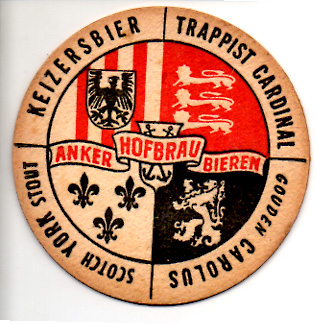 KEIZERSBIER
TRAPPIST CARDINAL
GOUDEN CAROLUS
SCOTCH YORK STOUT
ANKER HOFBRAU BIEREN